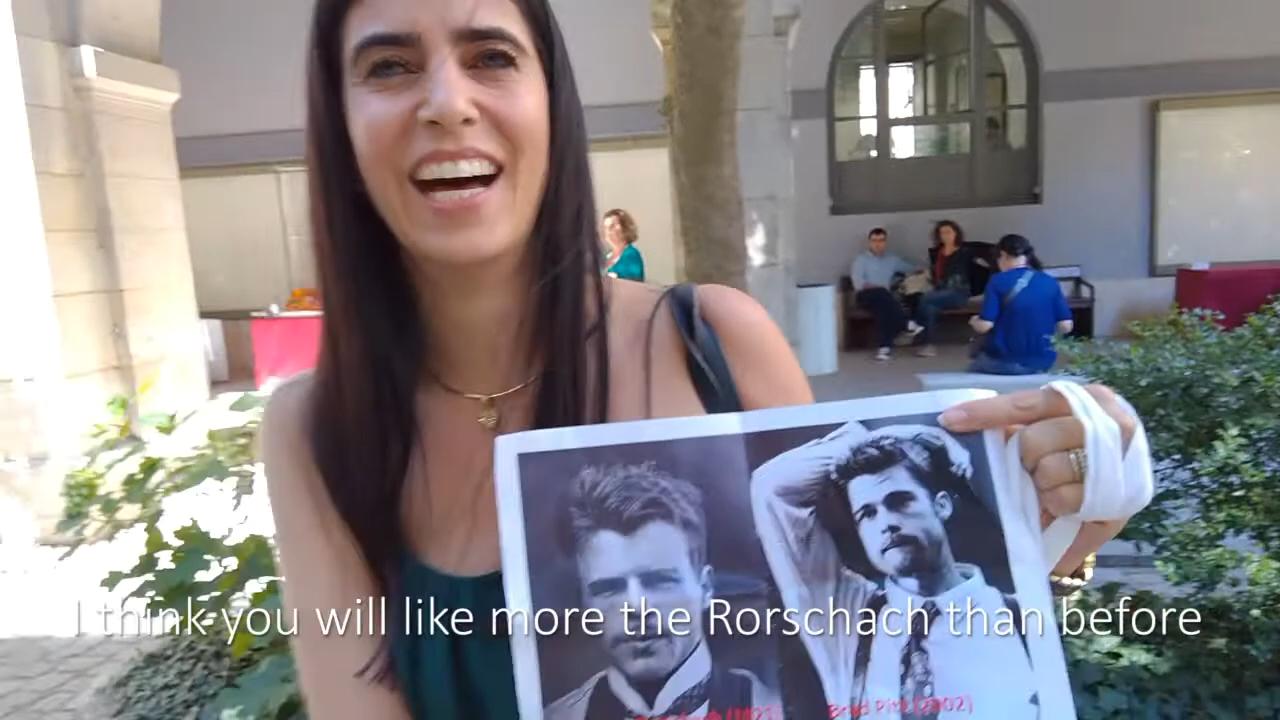 I think you will like more the Rorschach than before
Brad Pitt (2002)